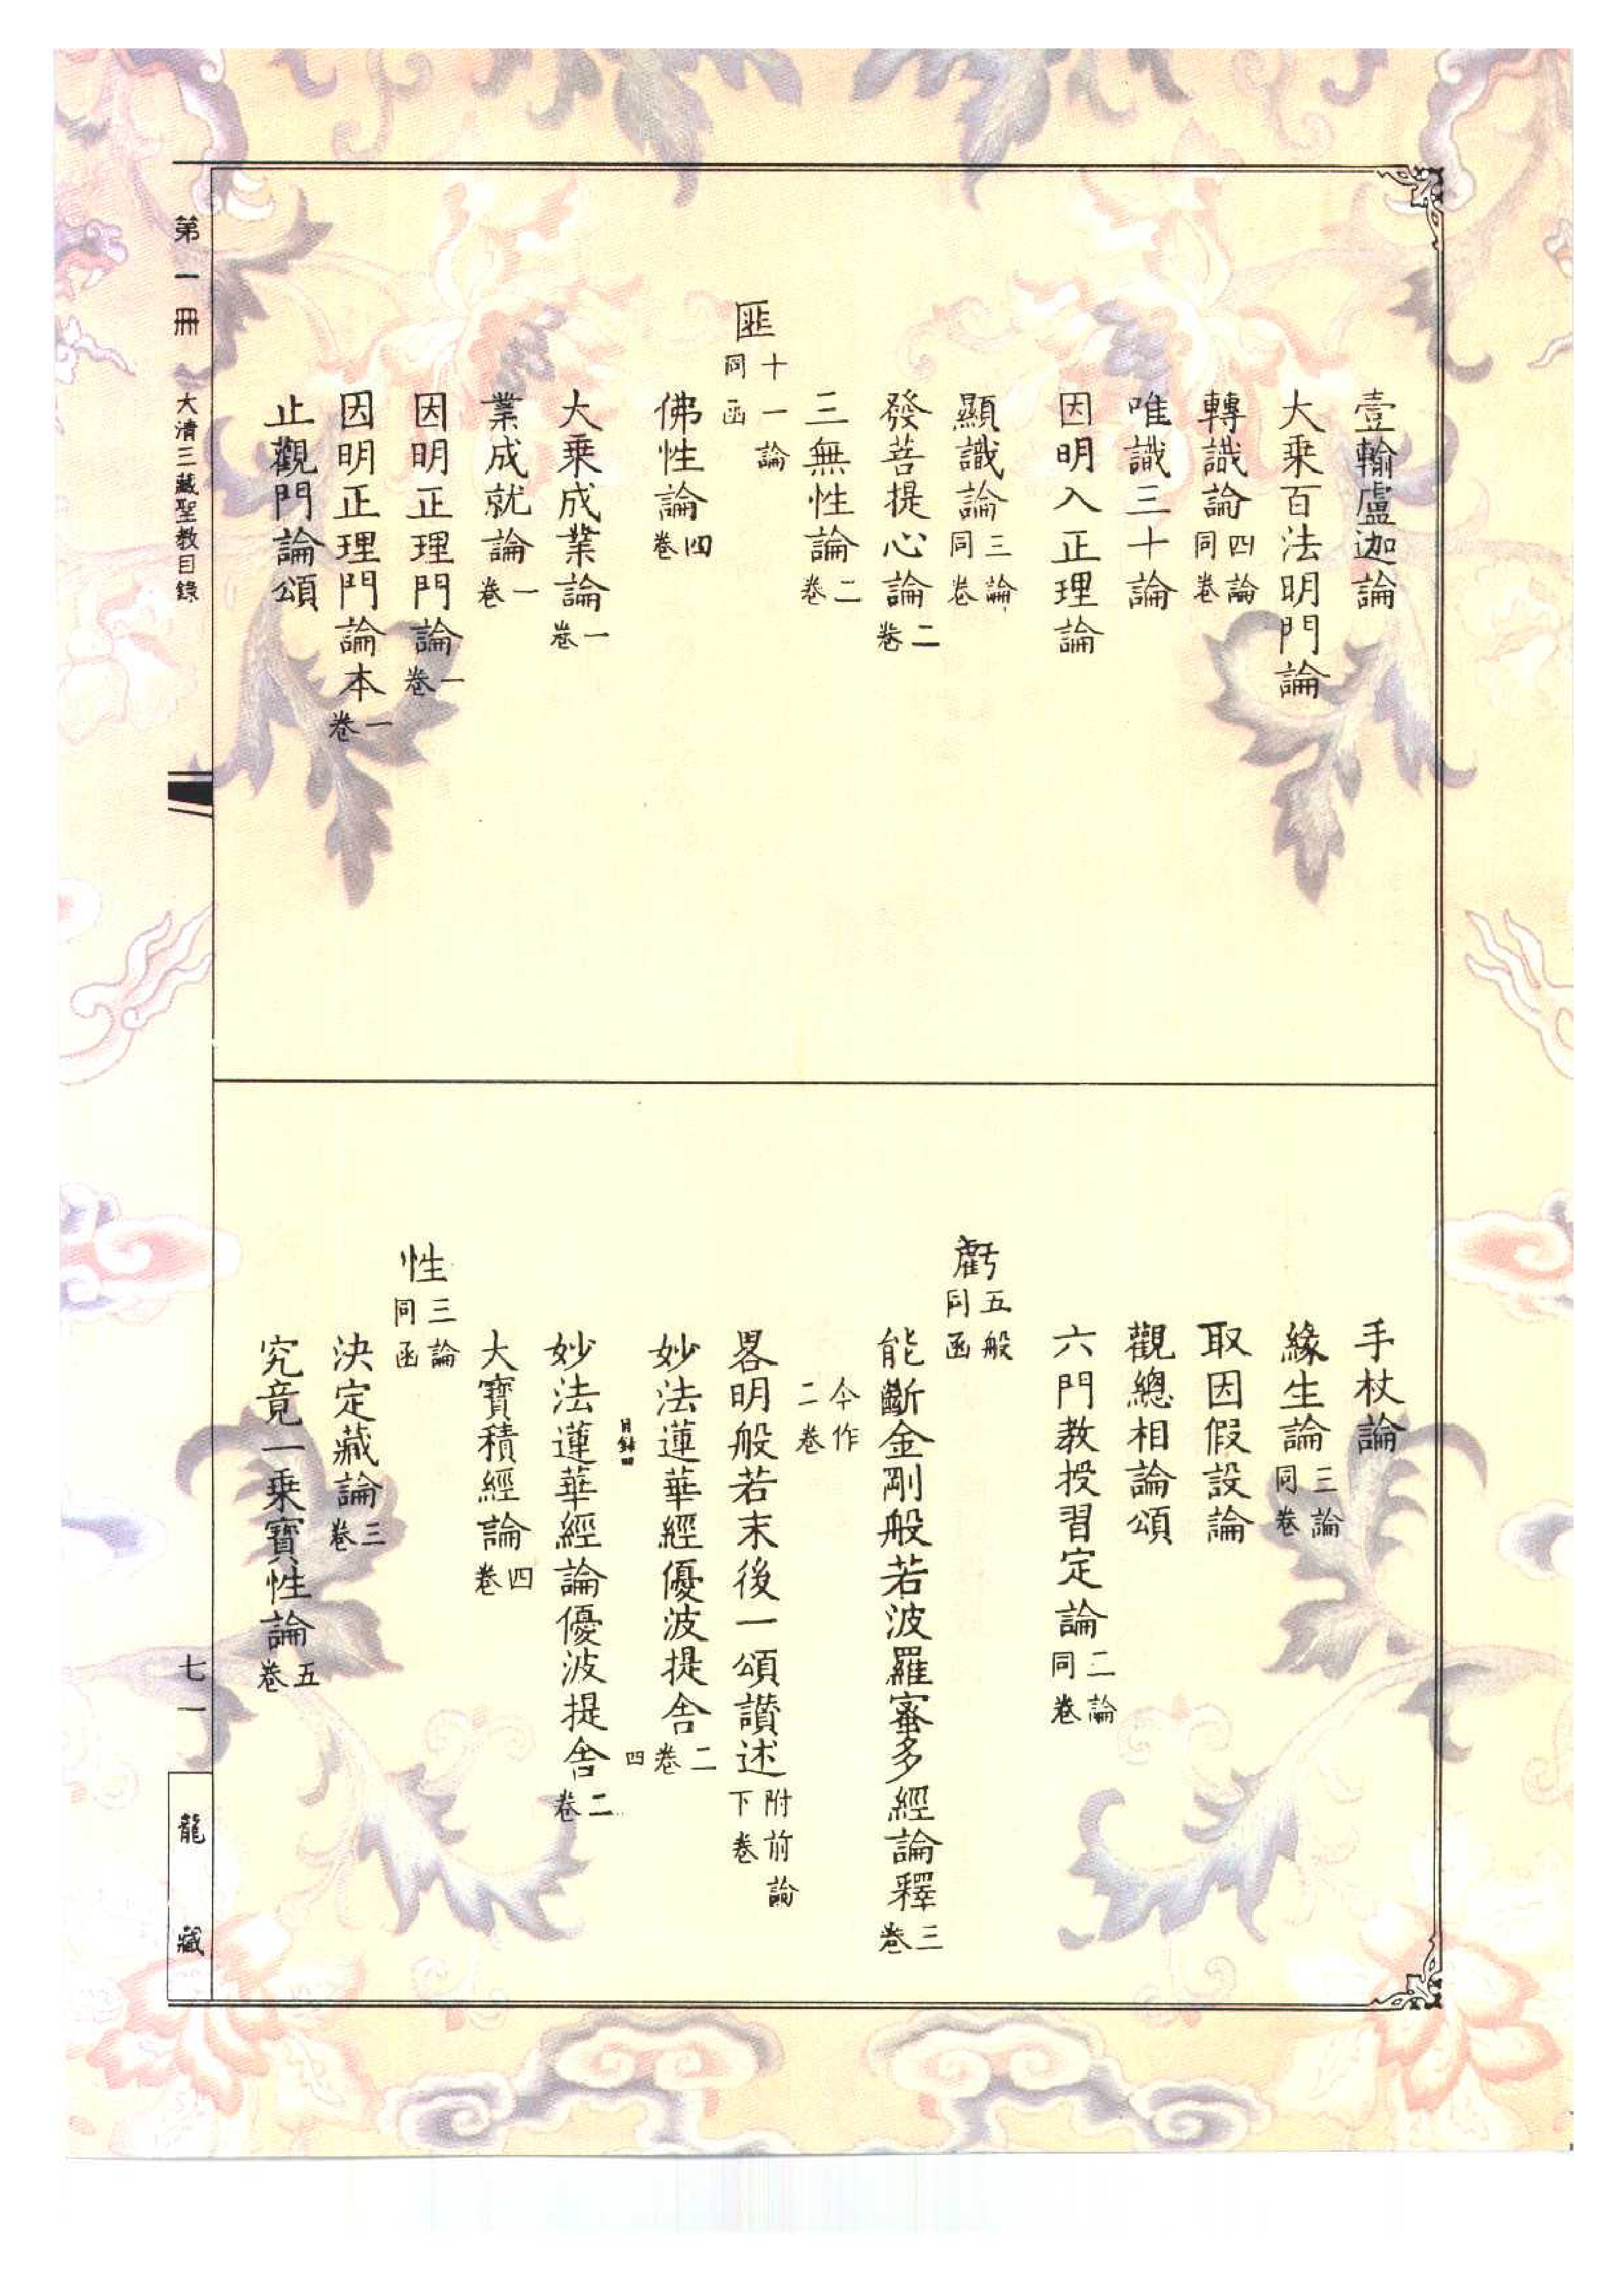 壹輸盧迦論
大乘百法明門論
轉識論四論同卷
唯識三十論
因明入正理論
顯識論三論同卷
發菩提心論二卷
三無性論二卷
匪十一論同函
佛性論四卷
大乘成業論一卷
業成就論一卷
因明正理門論一卷
因明正理門論本一卷
止觀門論頌
手杖論
緣生論三論同卷
取因假設論
觀總相論頌
六門教授習定論二論同卷
虧五般同函
能斷金剛般若波羅蜜多經論釋三卷
今作二卷
畧明般若末後一頌讚述附前論下卷
妙法蓮華經優波提舍二卷
目錄四
四
妙法蓮華經論優波提舍二卷
大寶積經論四卷
性三論同函
決定藏論三卷
究竟一乘寶性論五卷
第一冊
大清三藏聖教目錄
七一
龍藏